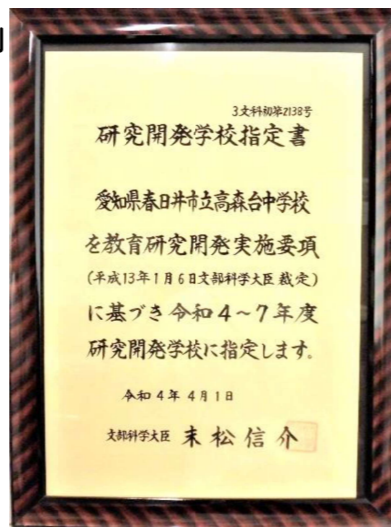 3文科初第2138号
研究開発学校指定書
愛知県春日井市立高森台中学校
を教育研究開発実施要項
(平成13年1月6日文部科学大臣 裁定)
に基づき令和4～7年度
研究開発学校に指定します。
令和4年4月1日
文部科学大臣 末松信介